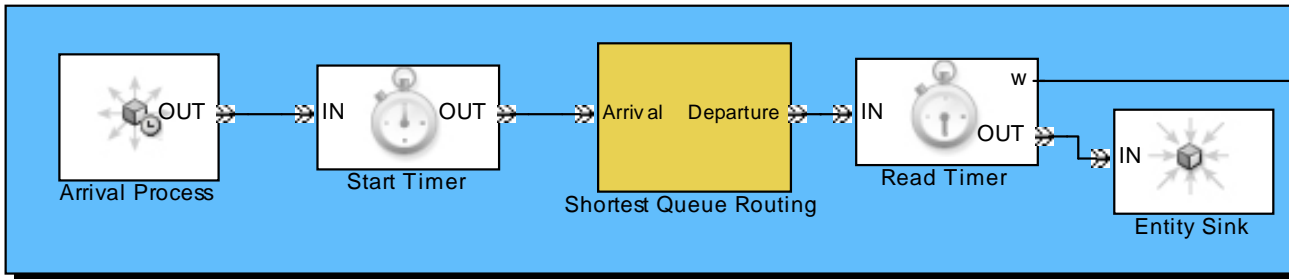 OUT
Arrival Process
IN
OUT
Start Timer
Arrival Departure
Shortest Queue Routing
IN
w
OUT
Read Timer
IN
Entity Sink